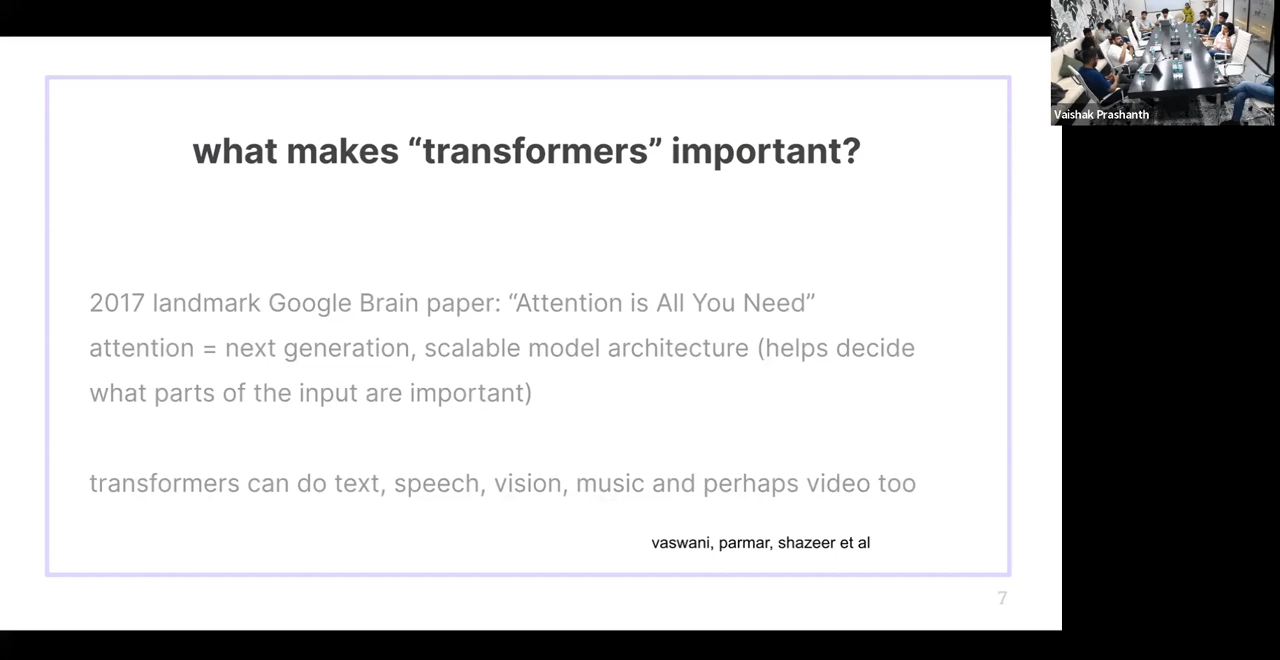 what makes “transformers” important?
2017 landmark Google Brain paper: “Attention is All You Need”
attention = next generation, scalable model architecture (helps decide
what parts of the input are important)
transformers can do text, speech, vision, music and perhaps video too
vaswani, parmar, shazeer et al
7
Vaishak Prashanth